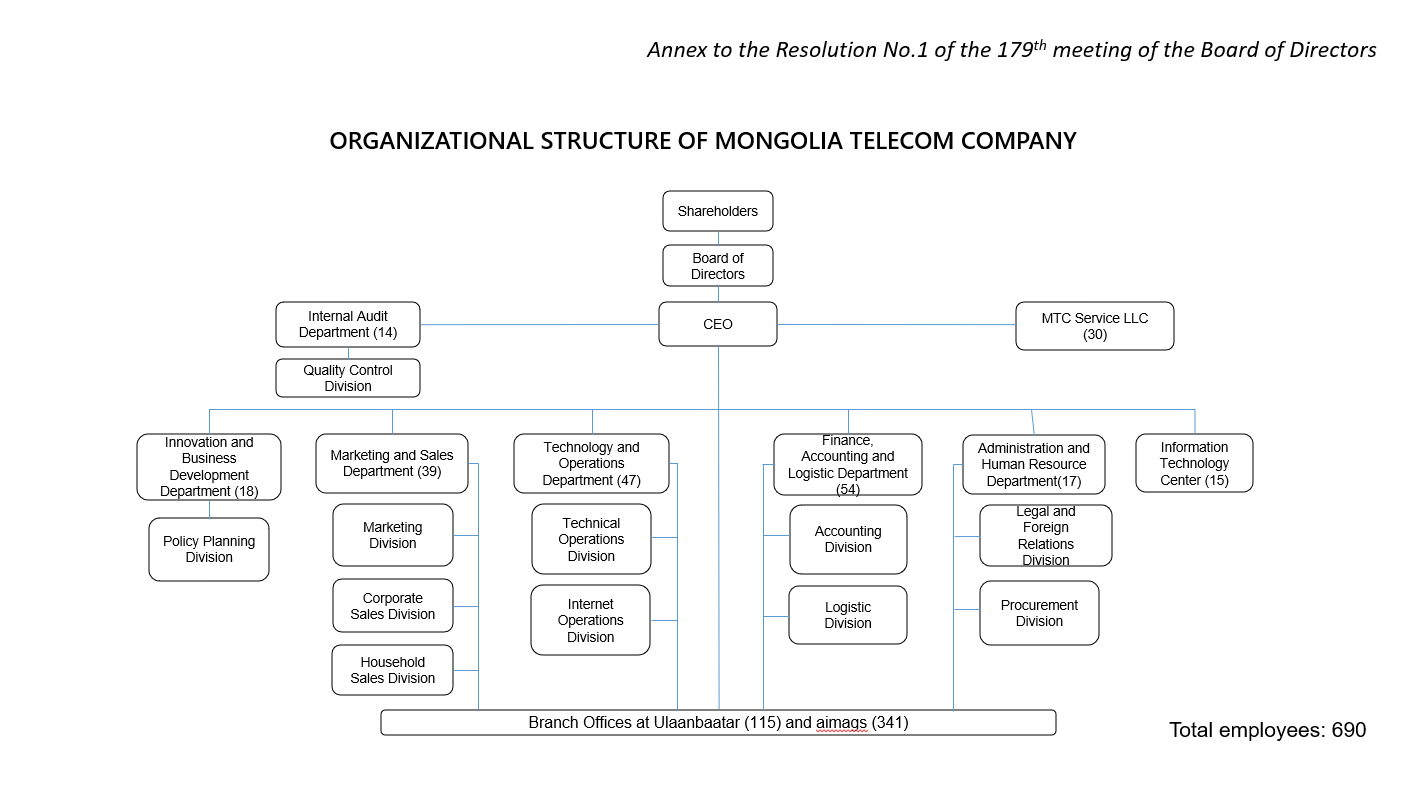 Annex to the Resolution No.1 of the 179th meeting of the Board of Directors
ORGANIZATIONAL STRUCTURE OF MONGOLIA TELECOM COMPANY
Shareholders
Board of
Directors
Internal Audit
Department (14)
CEO
MTC Service LLC
(30)
Quality Control
Division
Innovation and
Business
Development
Department (18)
Marketing and Sales
Department (39)
Technology and
Operations
Department (47)
Finance,
Accounting and
Logistic Department
(54)
Administration and
Human Resource
Department(17)
Information
Technology
Center (15)
Policy Planning
Division
Marketing
Division
Corporate
Sales Division
Household
Sales Division
Technical
Operations
Division
Internet
Operations
Division
Accounting
Division
Logistic
Division
Legal and
Foreign
Relations
Division
Procurement
Division
Branch Offices at Ulaanbaatar (115) and aimags (341)
Total employees: 690